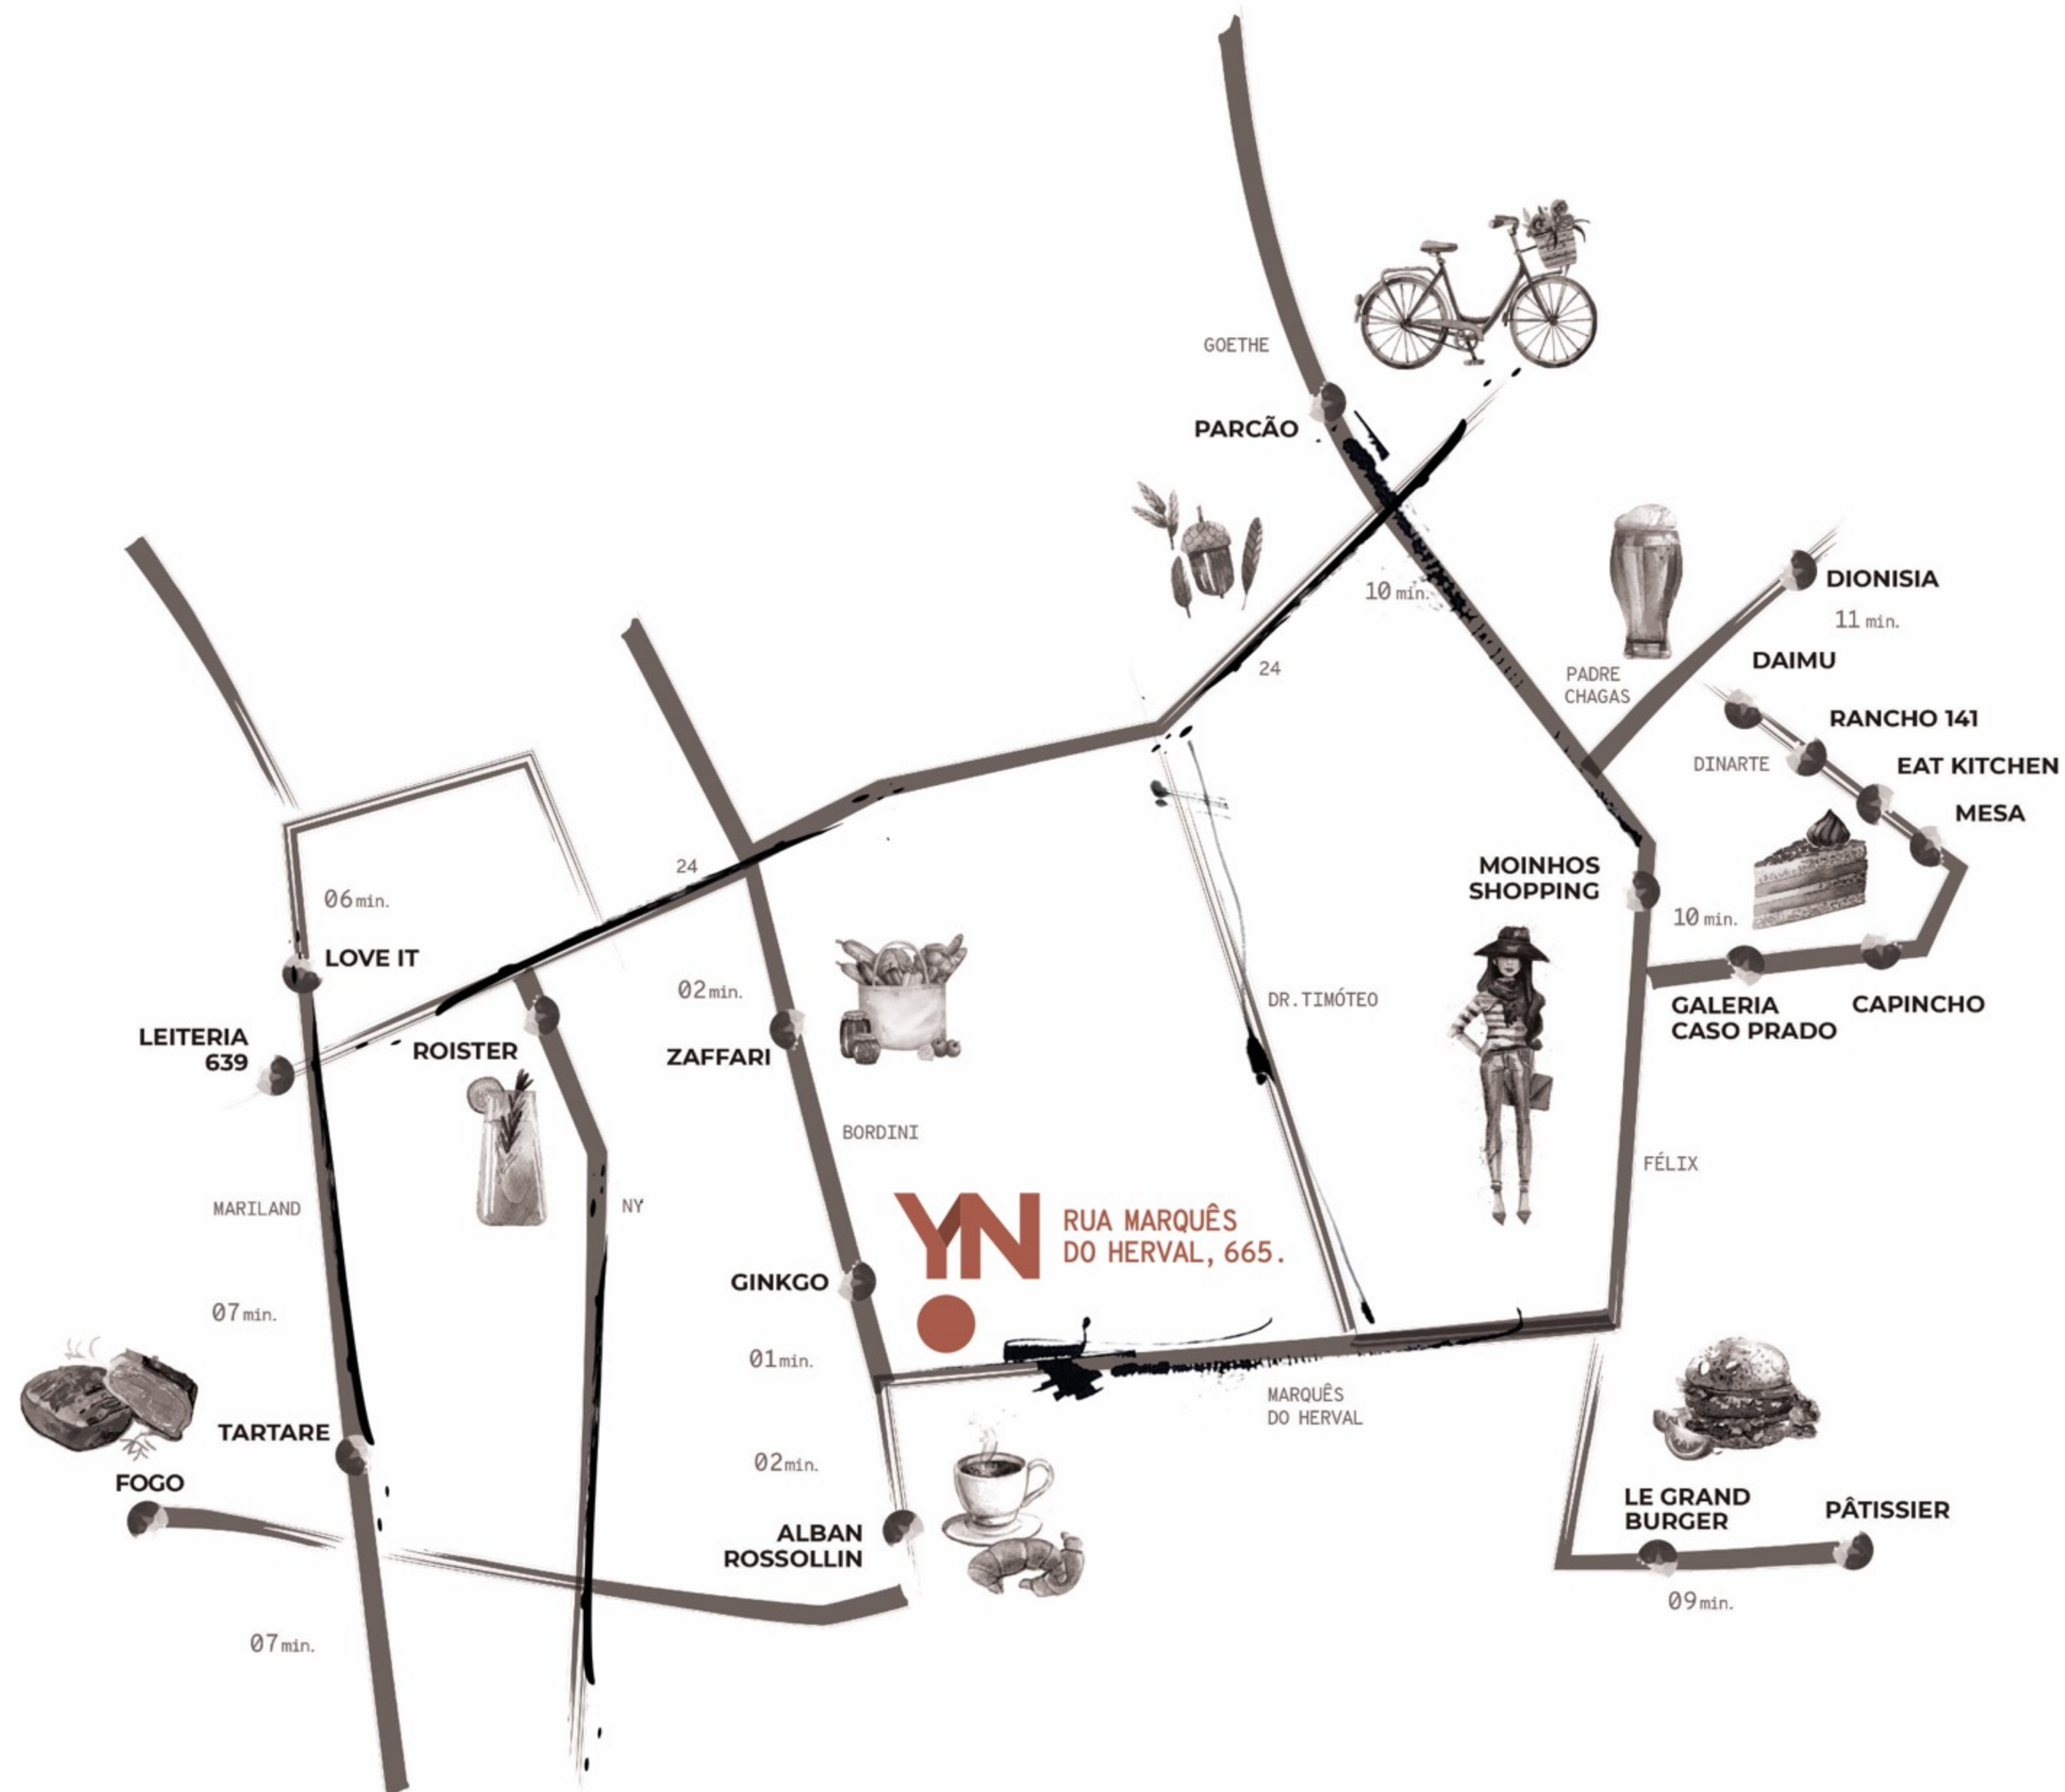 GOETHE
PARCÃO
10 min.
DIONISIA
11 min.
DAIMU
24
PADRE
CHAGAS
RANCHO 141
DINARTE
EAT KITCHEN
MESA
24
MOINHOS
SHOPPING
06 min.
10 min.
LOVE IT
02 min.
DR. TIMÓTEO
GALERIA
CASO PRADO
CAPINCHO
LEITERIA
639
ROISTER
ZAFFARI
BORDINI
FÉLIX
MARILAND
NY
YN
RUA MARQUÊS
DO HERVAL, 665.
GINKGO
07 min.
01 min.
MARQUÊS
DO HERVAL
TARTARE
02 min.
FOGO
LE GRAND
BURGER
PÂTISSIER
ALBAN
ROSSOLLIN
09 min.
07 min.